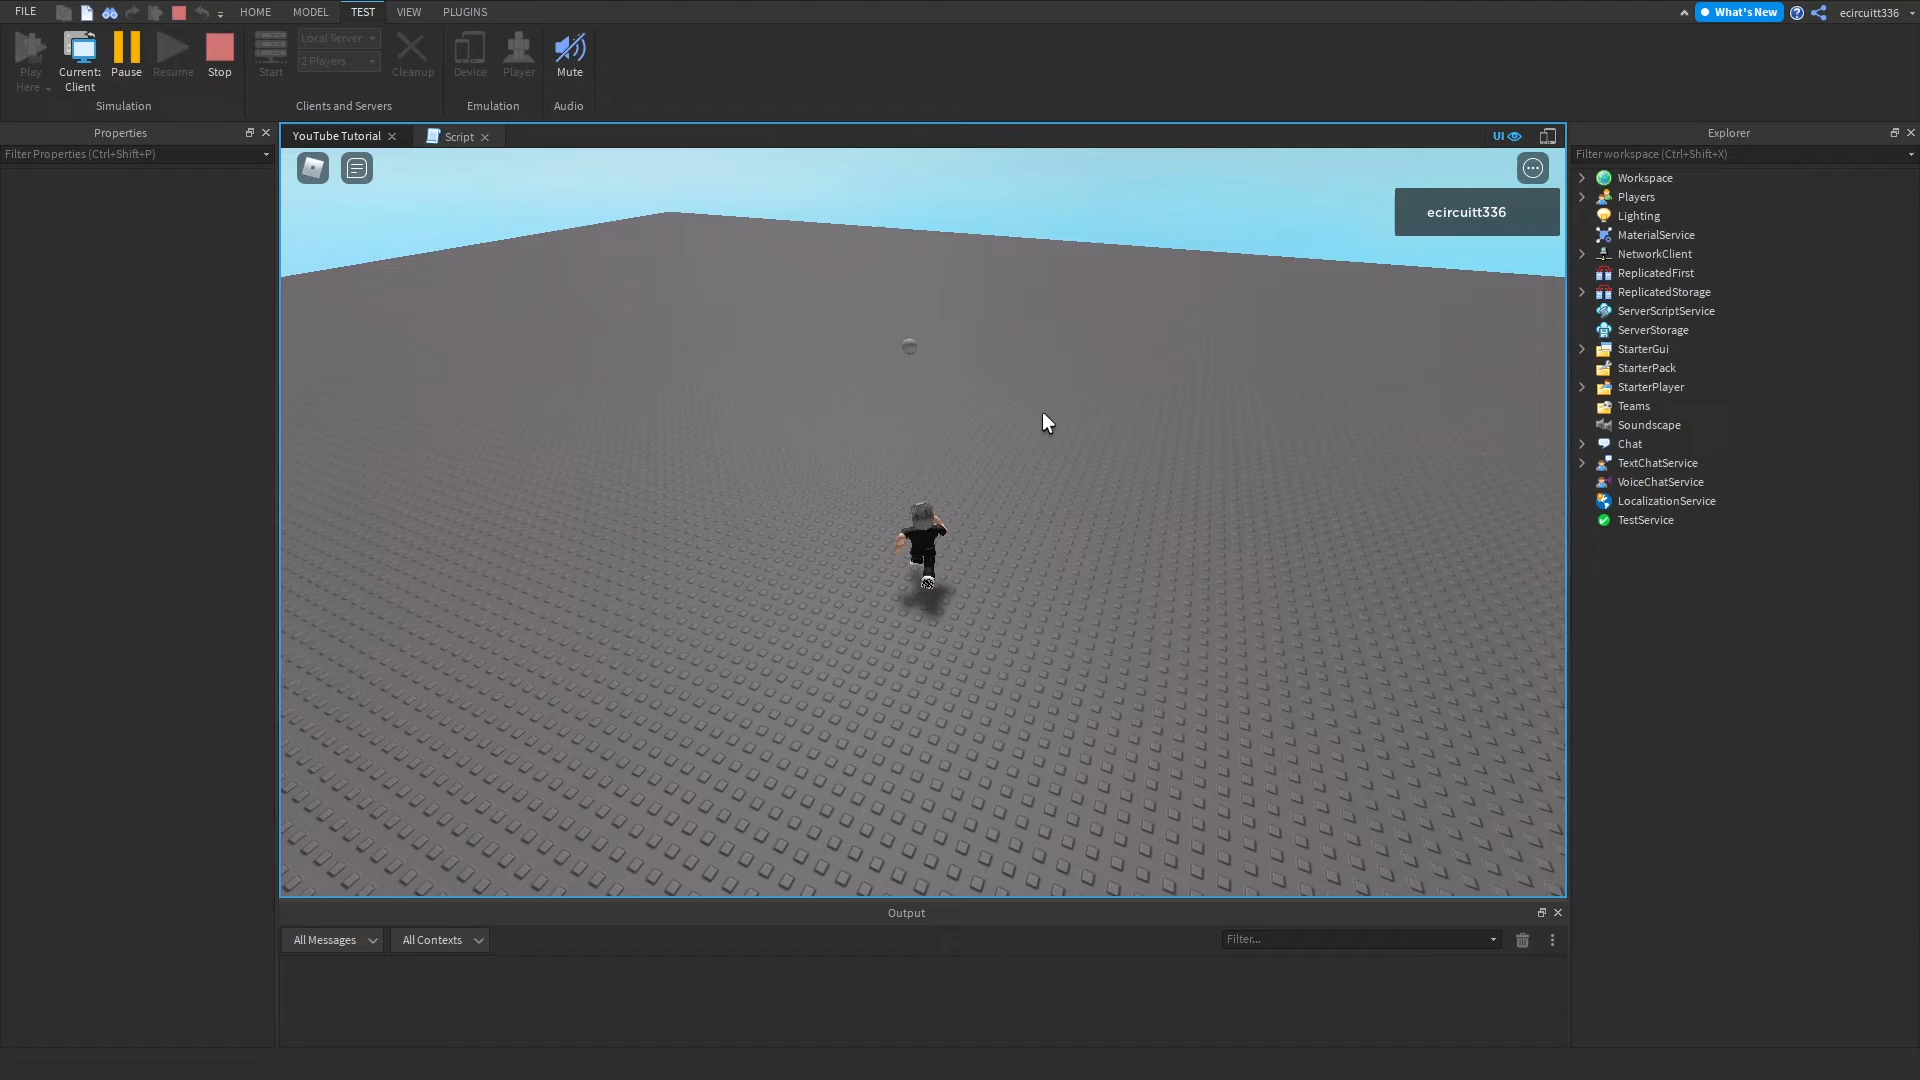 FILE
HOME
MODEL
TEST
VIEW
PLUGINS
What's New
ecircuitt336
Play
Here
Current:
Client
Pause
Resume
Stop
Simulation
Start
Local Server
2 Players
Cleanup
Clients and Servers
Device
Player
Emulation
Mute
Audio
Properties
Filter Properties (Ctrl+Shift+P)
YouTube Tutorial
Script
UI
ecircuitt336
Explorer
Filter workspace (Ctrl+Shift+X)
Workspace
Players
Lighting
MaterialService
NetworkClient
ReplicatedFirst
ReplicatedStorage
ServerScriptService
ServerStorage
StarterGui
StarterPack
StarterPlayer
Teams
Soundscape
Chat
TextChatService
VoiceChatService
LocalizationService
TestService
Output
All Messages
All Contexts
Filter...